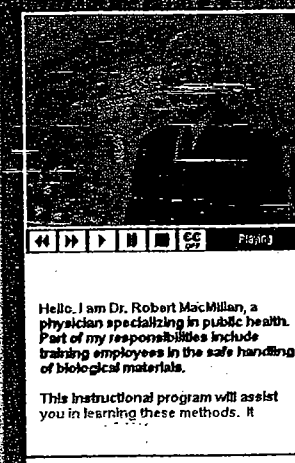 CC
OFF
Playing
Hello. I am Dr. Robert MacMillan, a
physician specializing in public health.
Part of my responsibilities include
training employees in the safe handling
of biological materials.
This instructional program will assist
you in learning these methods. It